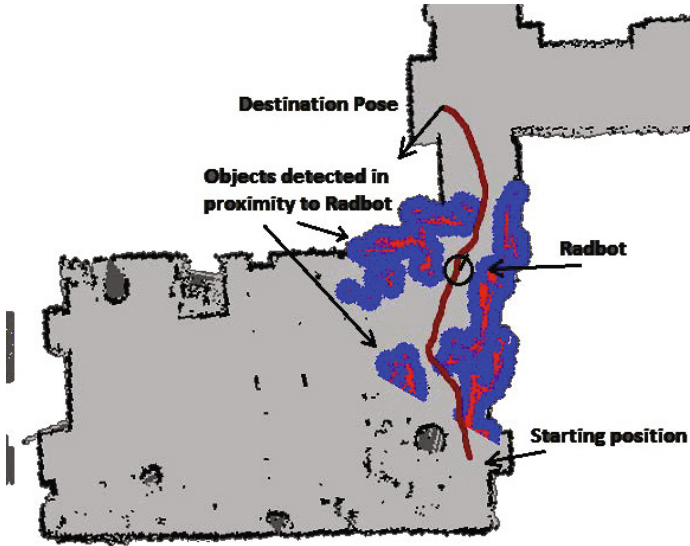 Destination Pose
Objects detected in
proximity to Radbot
Radbot
Starting position